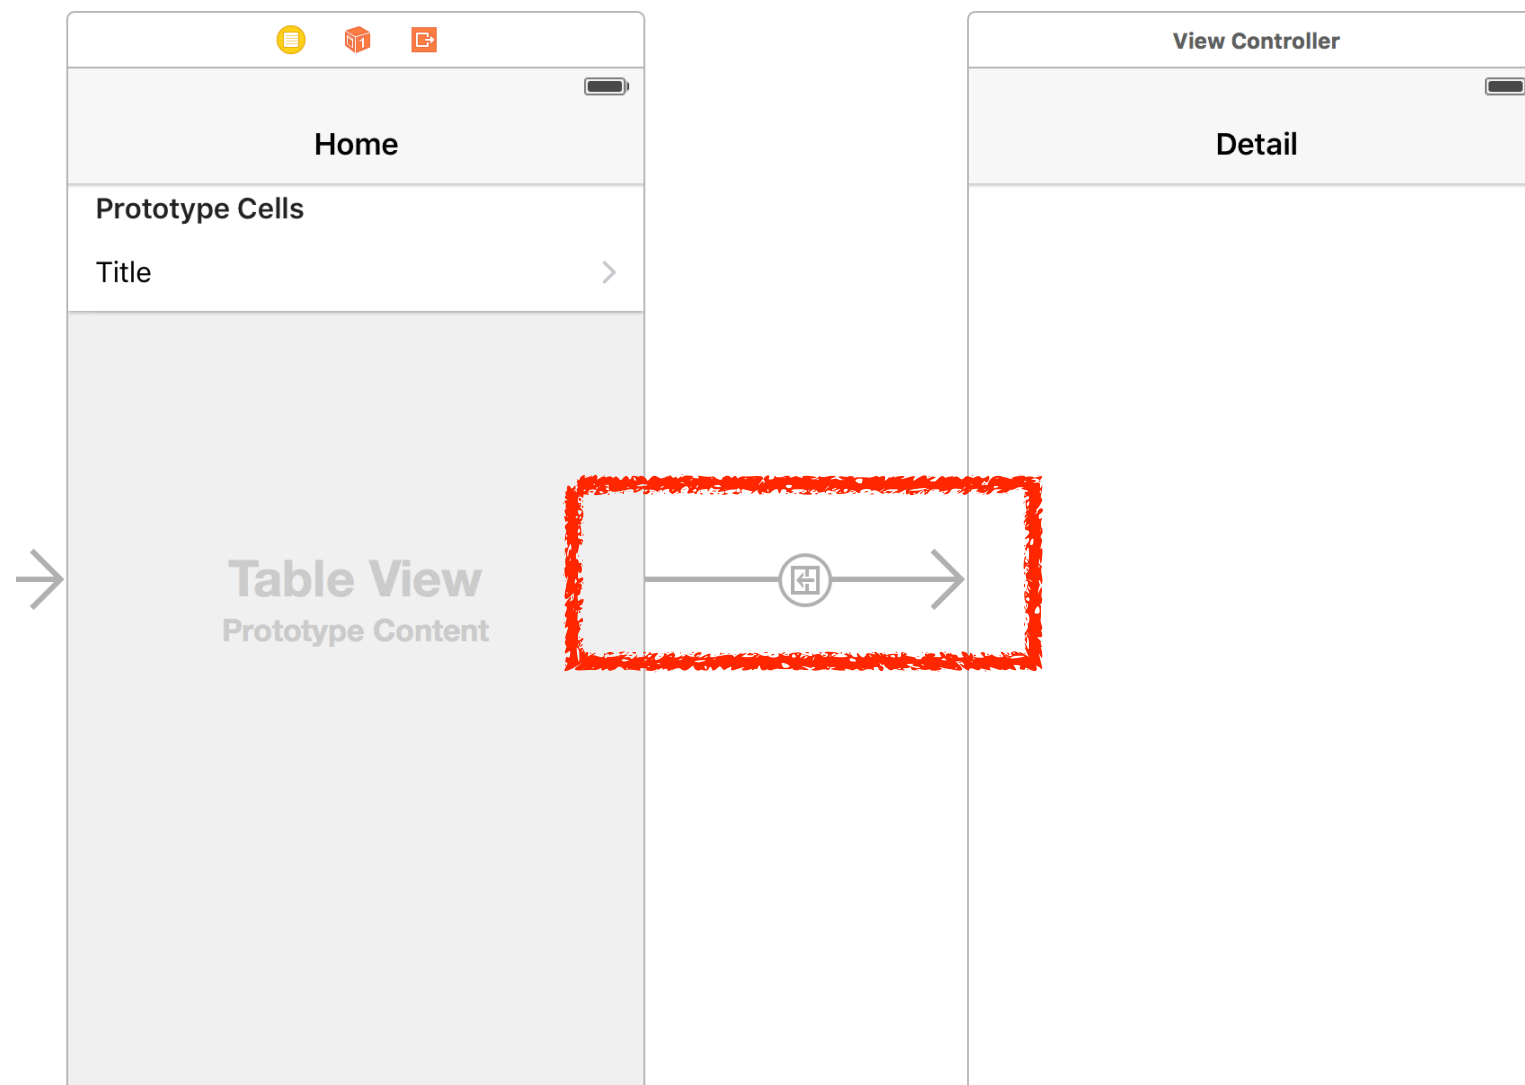 View Controller
Home
Detail
Prototype Cells
Title
Table View
Prototype Content